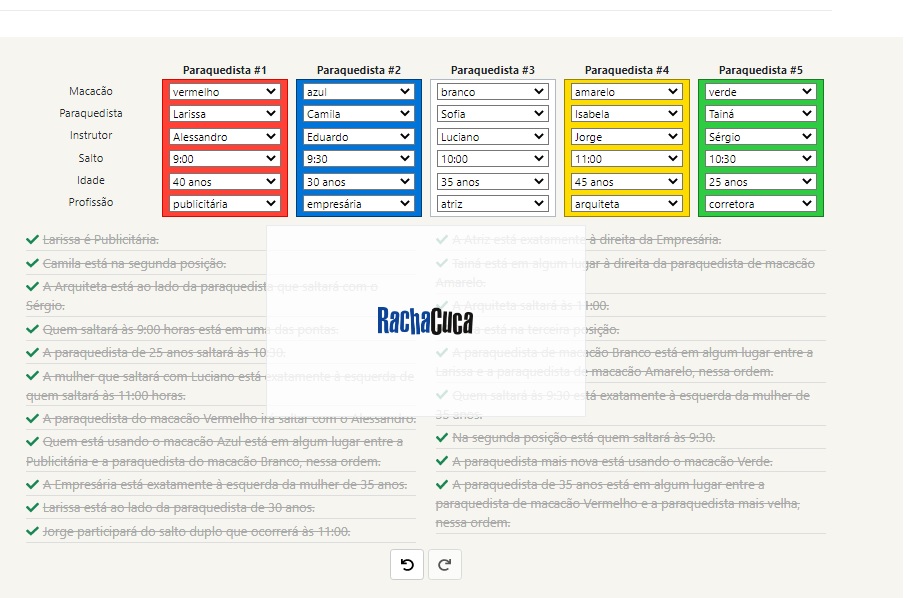 Paraquedista #1 Paraquedista #2 Paraquedista #3 Paraquedista #4 Paraquedista #5
Macacão vermelho azul branco amarelo verde
Paraquedista Larissa Camila Sofia Isabela Tainá
Instrutor Alessandro Eduardo Luciano Jorge Sérgio
Salto 9:00 9:30 10:00 11:00 10:30
Idade 40 anos 30 anos 35 anos 45 anos 25 anos
Profissão publicitária empresária atriz arquiteta corretora
Larissa é Publicitária.
Camila está na segunda posição.
A Arquiteta está ao lado da paraquedista que saltará com o
Sérgio.
Quem saltará às 9:00 horas está em uma das pontas.
A paraquedista de 25 anos saltará às 10:30.
A mulher que saltará com Luciano está exatamente à esquerda de
quem saltará às 11:00 horas.
A paraquedista do macacão Vermelho irá saltar com o Alessandro.
Quem está usando o macacão Azul está em algum lugar entre a
Publicitária e a paraquedista do macacão Branco, nessa ordem.
A Empresária está exatamente à esquerda da mulher de 35 anos.
Larissa está ao lado da paraquedista de 30 anos.
Jorge participará do salto duplo que ocorrerá às 11:00.
A Atriz está exatamente à direita da Empresária.
Tainá está em algum lugar à direita da paraquedista de macacão
Amarelo.
A Arquiteta saltará às 11:00.
está na terceira posição.
A paraquedista de macacão Branco está em algum lugar entre a
Larissa e a paraquedista de macacão Amarelo, nessa ordem.
Quem saltará às 9:30 está exatamente à esquerda da mulher de
35 anos.
Na segunda posição está quem saltará às 9:30.
A paraquedista mais nova está usando o macacão Verde.
A paraquedista de 35 anos está em algum lugar entre a
paraquedista de macacão Vermelho e a paraquedista mais velha,
nessa ordem.
RachaCuca